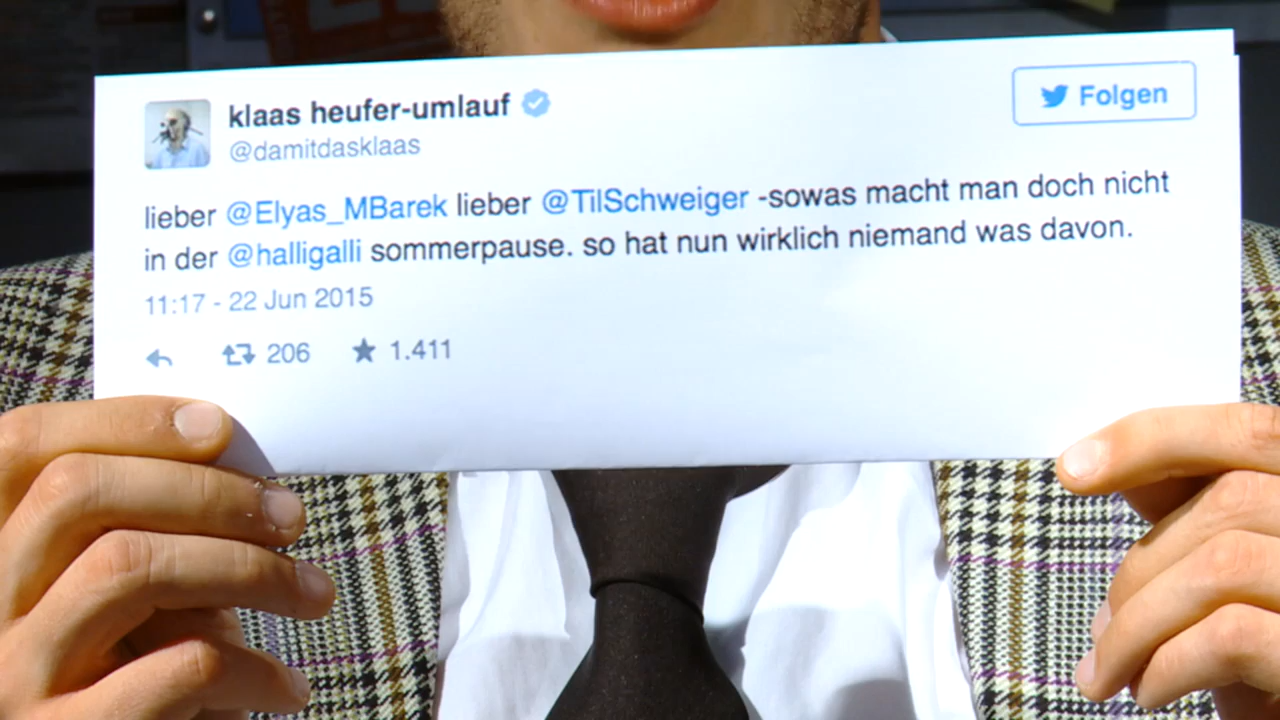 klaas heufer-umlauf
Folgen
@damitdasklaas
lieber @Elyas_MBarek lieber @TilSchweiger -sowas macht man doch nicht
in der @halligalli sommerpause. so hat nun wirklich niemand was davon.
11:17 - 22 Jun 2015
206 1.411